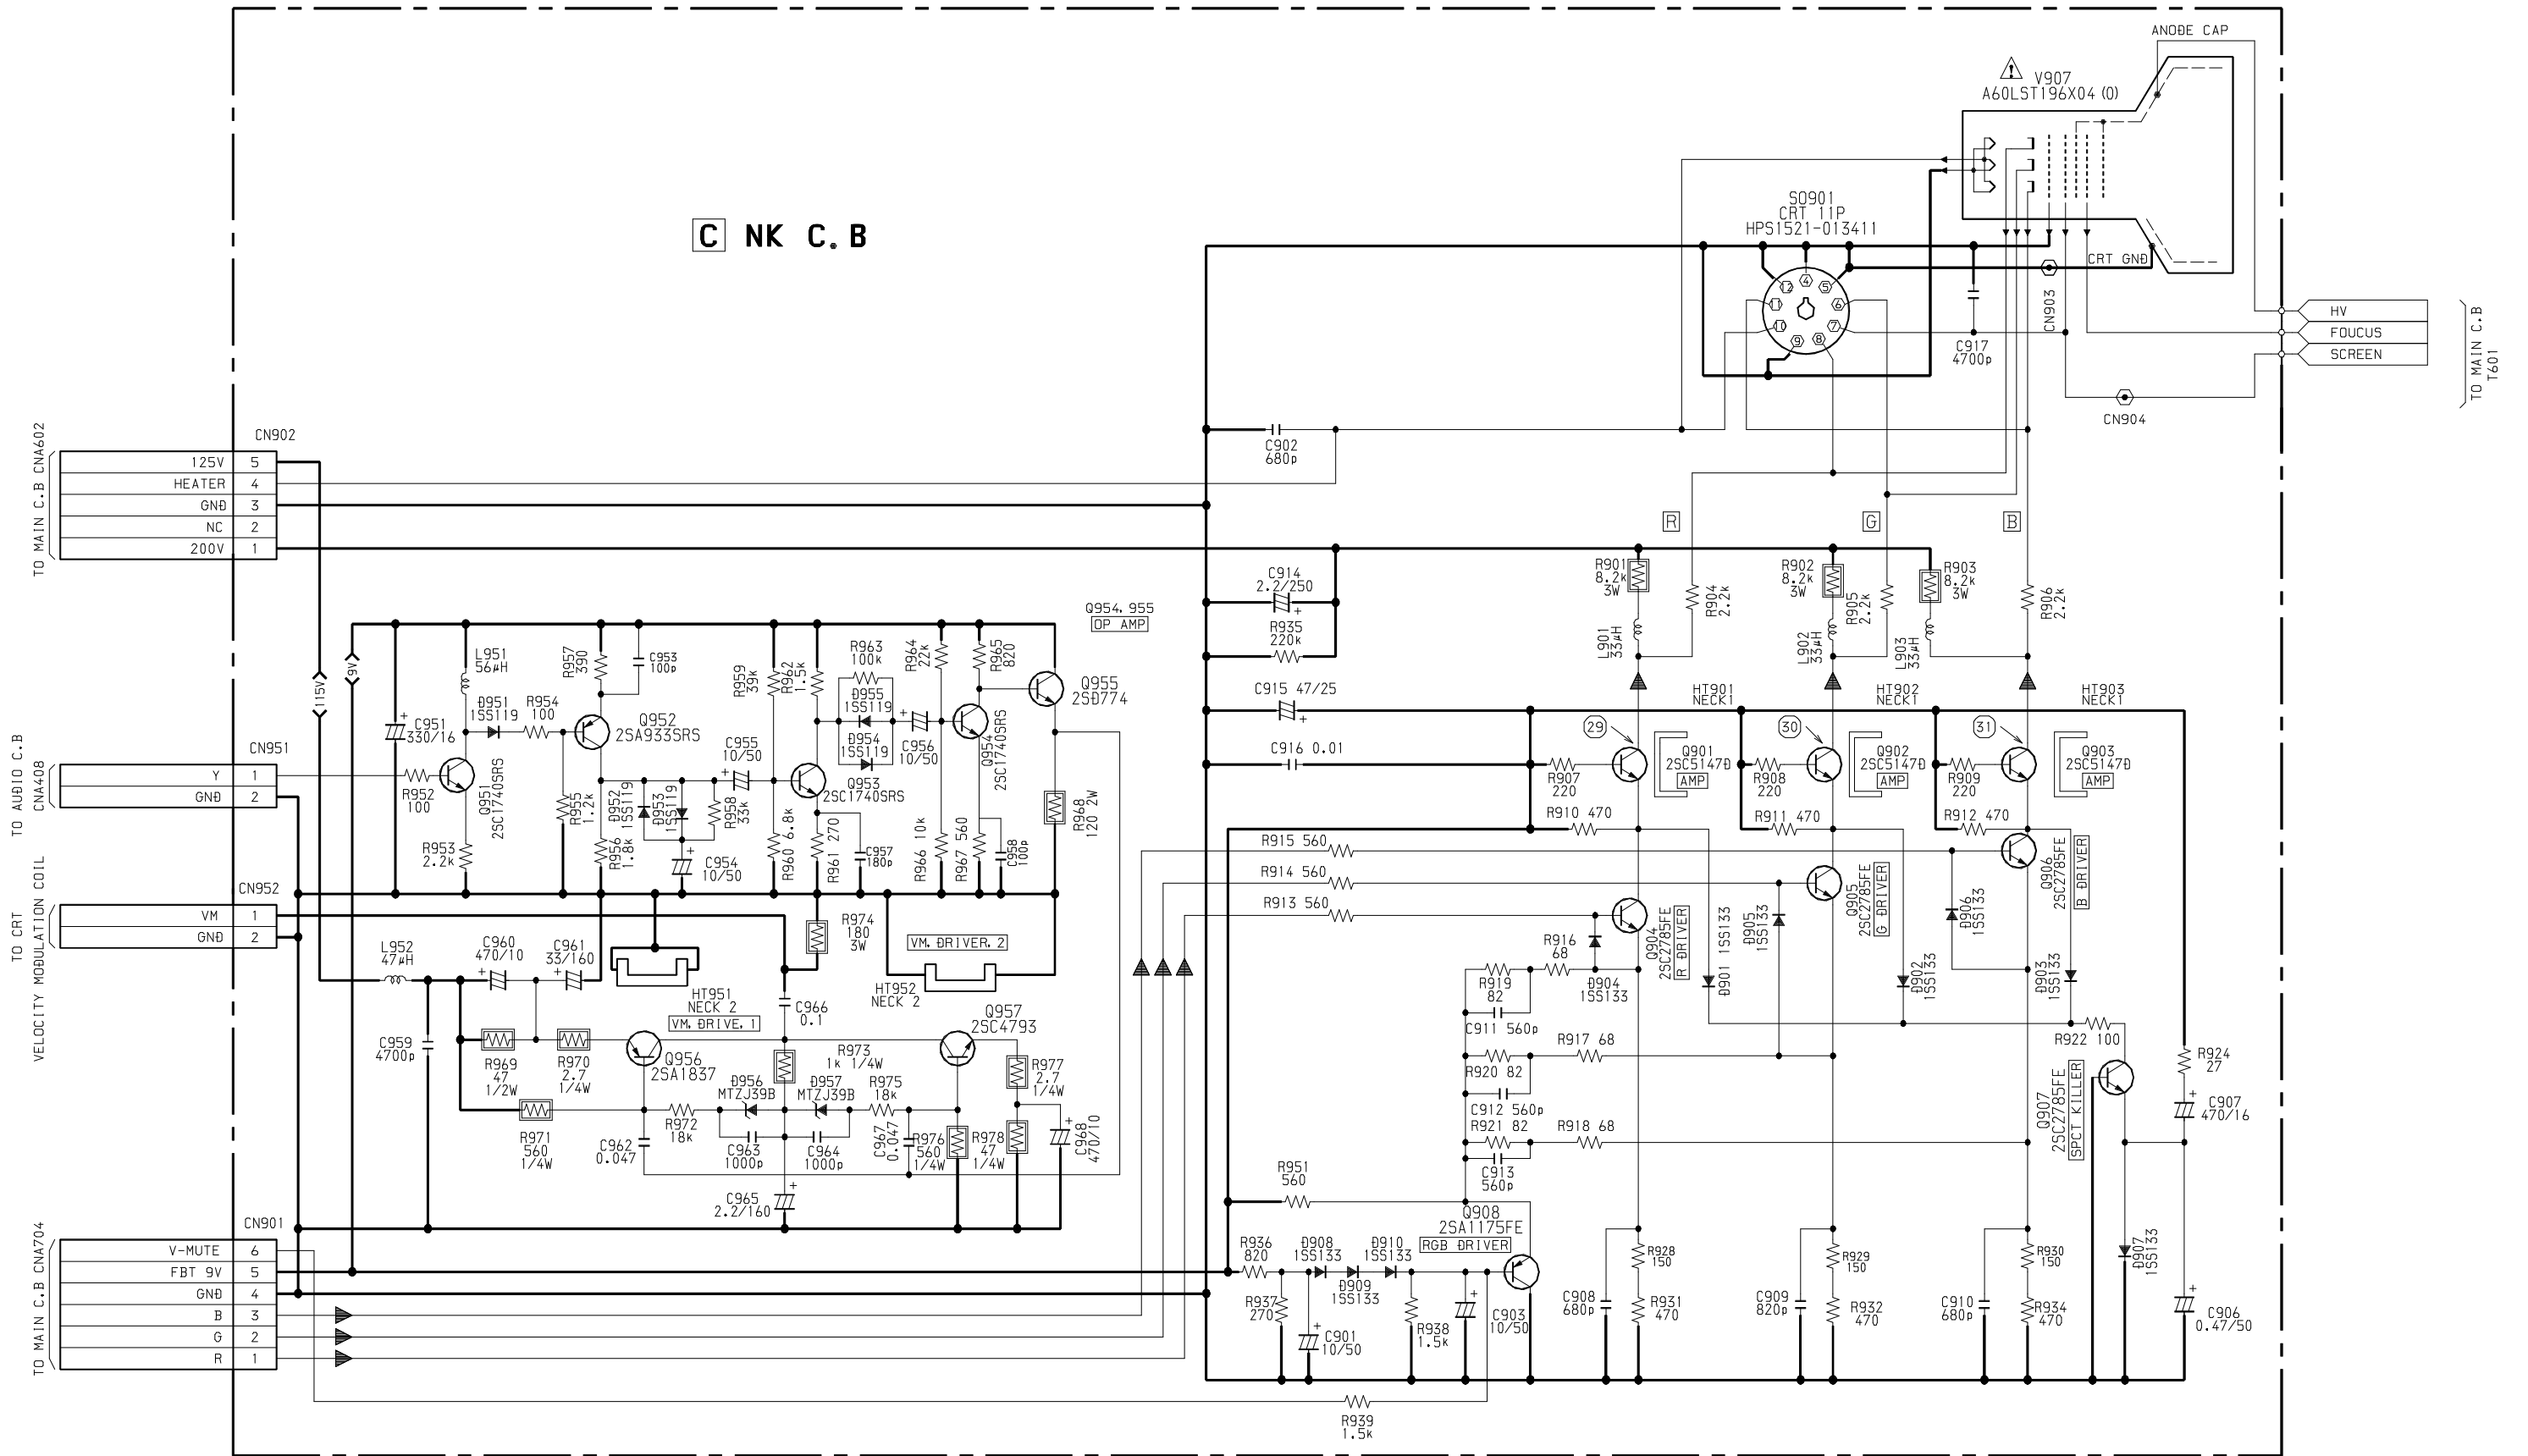 ANODE CAP
V907
A60LST196X04 (0)
SO901
CRT 11P
HPS1521-013411
C NK C.B
CRT GND
12
4
5
11
6
10
7
9
8
CN903
C917
4700p
HV
FOUCUS
SCREEN
TO MAIN C.B
T601
CN904
TO MAIN C.B CNA602
CN902
125V 5
HEATER 4
GND 3
NC 2
200V 1
C902
680p
R
G
B
C914
2.2/250
R935
220k
R901
8.2k
3W
L901
33µH
R904
2.2k
R902
8.2k
3W
L902
33µH
R905
2.2k
R903
8.2k
3W
L903
33µH
R906
2.2k
Q954.955
OP AMP
115V
9V
C951
330/16
L951
56µH
D951
1SS119
R954
100
R957
390
C953
100p
Q952
2SA933SRS
R959
39k
R962
1.5k
R963
100k
D955
1SS119
D954
1SS119
C955
10/50
C956
10/50
R964
22k
R965
820
Q954
2SC1740SRS
Q955
2SD774
Q953
2SC1740SRS
TO AUDIO C.B
CNA408
CN951
Y 1
GND 2
R952
100
Q951
2SC1740SRS
R953
2.2k
R955
1.2k
R956
1.8k
D952
1SS119
D953
1SS119
R958
33k
C954
10/50
R960 6.8k
R961 270
C957
180p
R966 10k
R967 560
C958
100p
R968
120 2W
C915 47/25
C916 0.01
29
30
31
HT901
NECK1
HT902
NECK1
HT903
NECK1
Q901
2SC5147D
AMP
Q902
2SC5147D
AMP
Q903
2SC5147D
AMP
R907
220
R908
220
R909
220
R910 470
R911 470
R912 470
R915 560
R914 560
R913 560
Q904
2SC2785FE
R DRIVER
Q905
2SC2785FE
G DRIVER
Q906
2SC2785FE
B DRIVER
D901 1SS133
D905
1SS133
D902
1SS133
D906
1SS133
D903
1SS133
D904
1SS133
R916
68
R919
82
C911 560p
R917 68
R920 82
C912 560p
R921 82
R918 68
C913
560p
R922 100
R924
27
C907
470/16
Q907
2SC2785FE
SPCT KILLER
TO CRT
VELOCITY MODULATION COIL
CN952
VM 1
GND 2
L952
47µH
C960
470/10
C961
33/160
R974
180
3W
VM. DRIVER. 2
HT951
NECK 2
VM. DRIVE. 1
HT952
NECK 2
C966
0.1
Q957
2SC4793
C959
4700p
R969
47
1/2W
R970
2.7
1/4W
Q956
2SA1837
R973
1k 1/4W
R977
2.7
1/4W
D956
MTZJ39B
D957
MTZJ39B
R975
18k
R971
560
1/4W
R972
18k
C962
0.047
C963
1000p
C964
1000p
C967
0.047
R976
560
1/4W
R978
47
1/4W
C968
470/10
C965
2.2/160
R951
560
Q908
2SA1175FE
RGB DRIVER
TO MAIN C.B CNA704
CN901
V-MUTE 6
FBT 9V 5
GND 4
B 3
G 2
R 1
R936
820
D908
1SS133
D910
1SS133
D909
1SS133
R937
270
C901
10/50
R938
1.5k
C903
10/50
R939
1.5k
C908
680p
R928
150
R931
470
C909
820p
R929
150
R932
470
C910
680p
R930
150
R934
470
D907
1SS133
C906
0.47/50